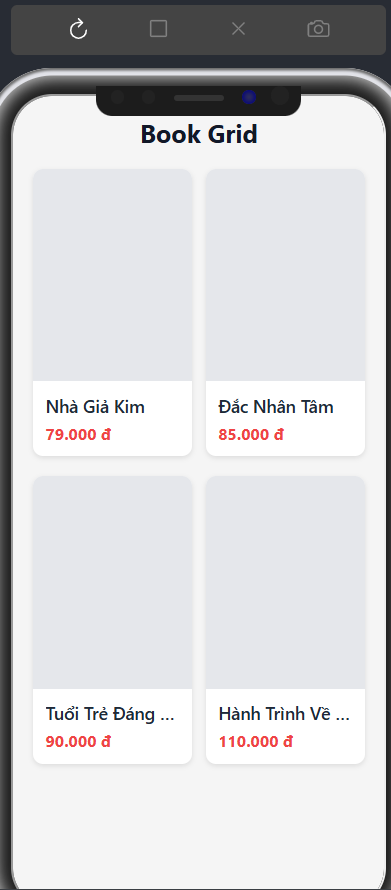 Book Grid
Nhà Giả Kim
Đắc Nhân Tâm
79.000 đ
85.000 đ
Tuổi Trẻ Đáng ...
Hành Trình Về ...
90.000 đ
110.000 đ